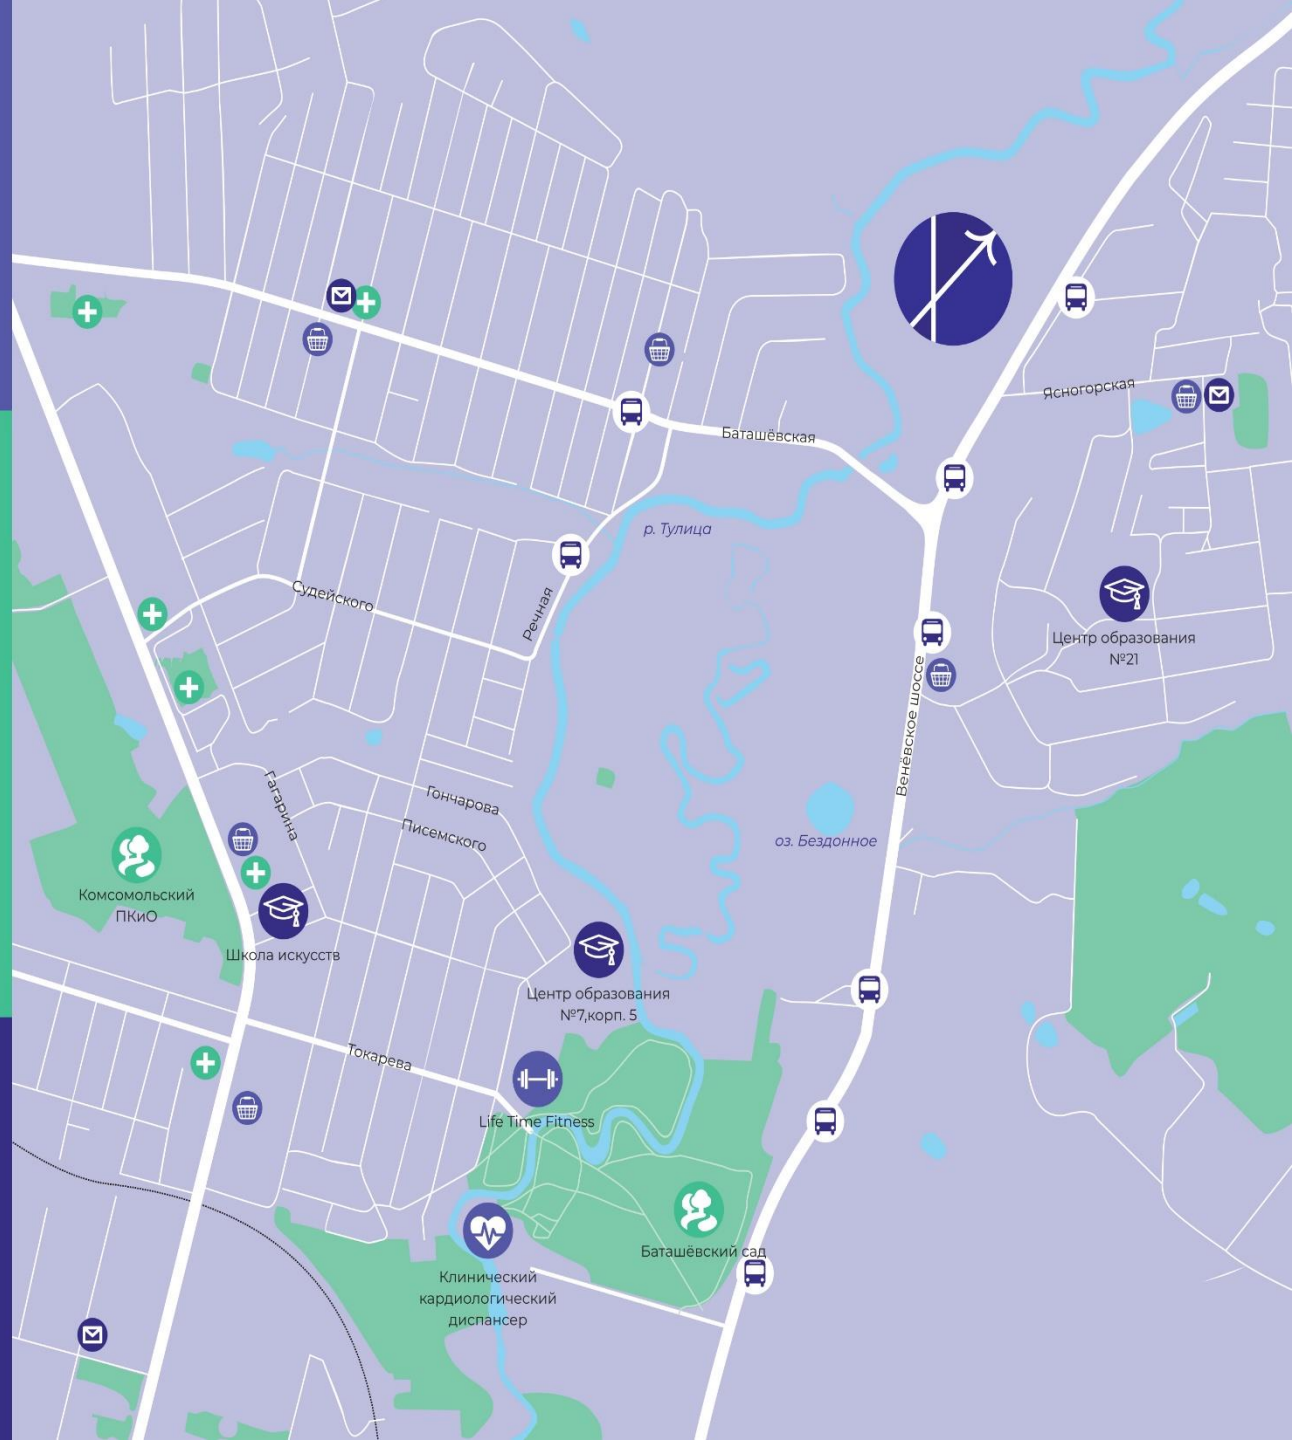 Ясногорская
Баташёвская
р. Тулица
Судейского
Речная
Центр образования
№21
Венёвское шоссе
Гагарина
Гончарова
Писемского
оз. Бездонное
Комсомольский
ПКиО
Школа искусств
Центр образования
№7,корп. 5
Токарева
Life Time Fitness
Баташёвский сад
Клинический
кардиологический
диспансер